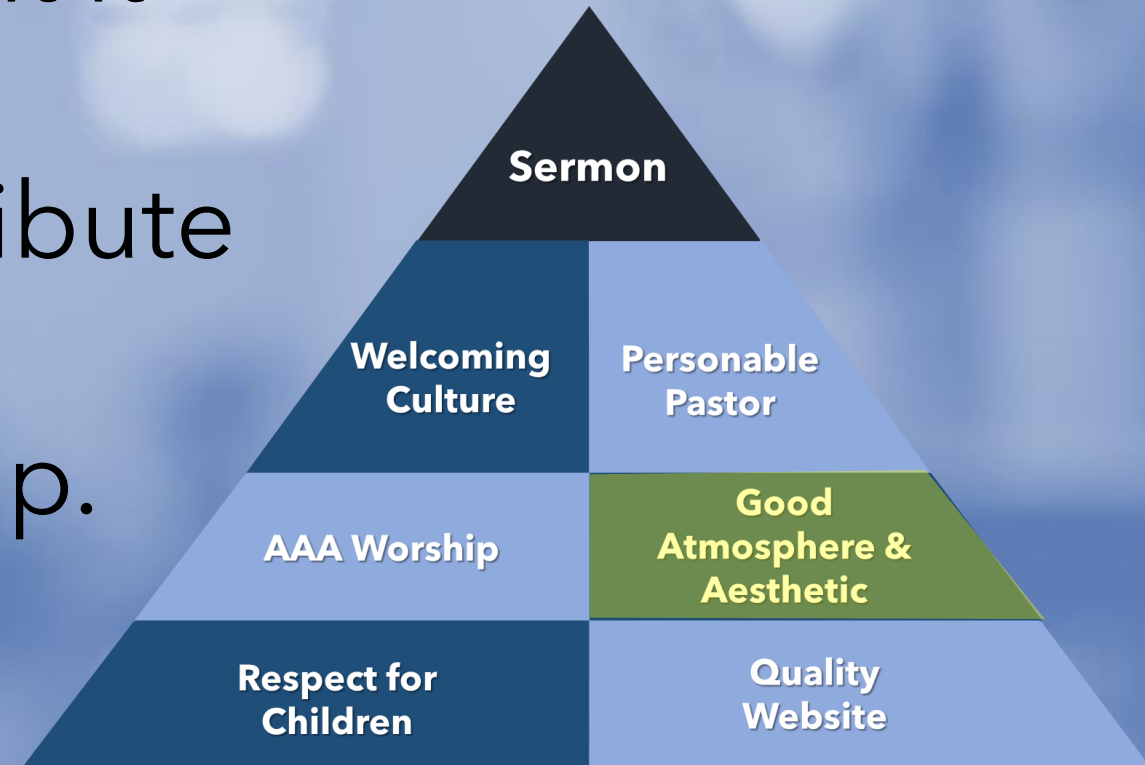 Sermon
ibute
Welcoming
Culture
Personable
Pastor
p.
AAA Worship
Good
Atmosphere &
Aesthetic
Respect for
Children
Quality
Website